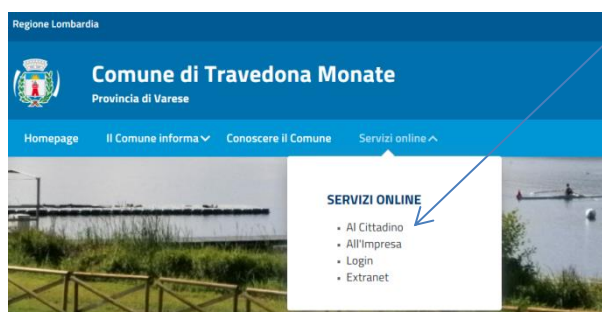 Regione Lombardia
Comune di Travedona Monate
Provincia di Varese
Homepage Il Comune informa Conoscere il Comune Servizi online
SERVIZI ONLINE
Al Cittadino
All'Impresa
Login
Extranet